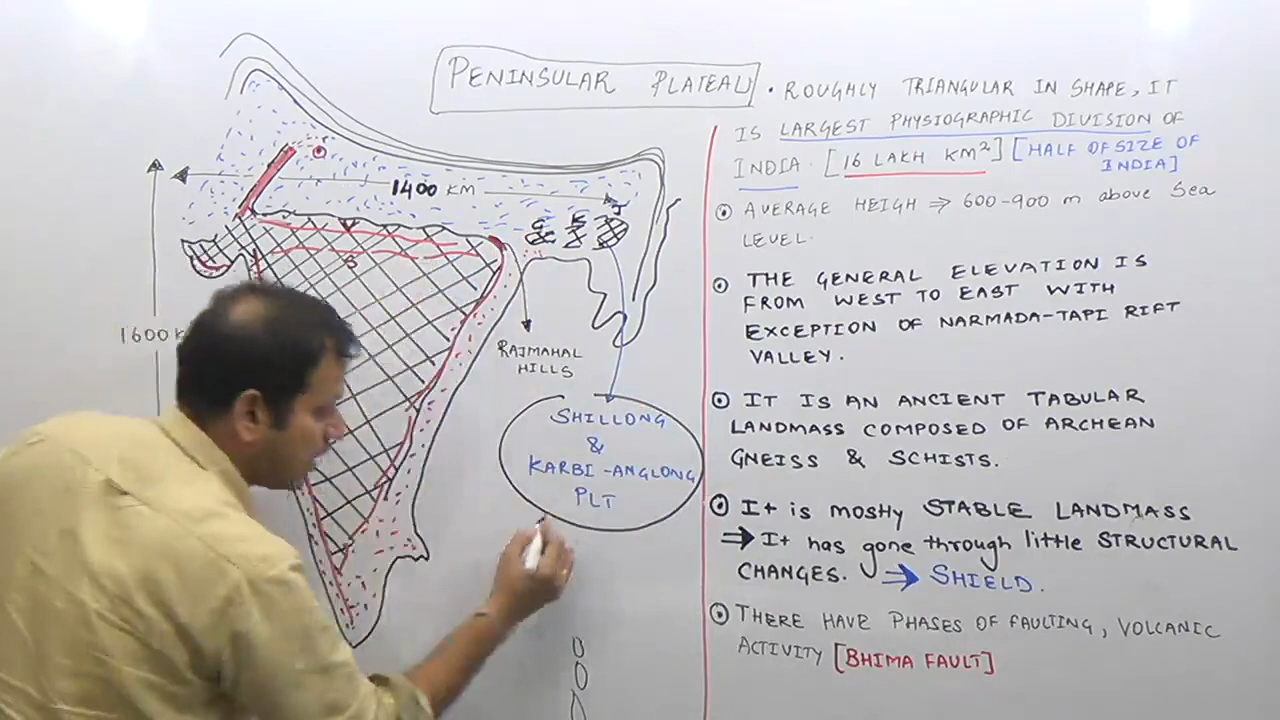 PENINSULAR PLATEAU
1400 KM
G K J
V
S
1600 K
RAJMAHAL
HILLS
SHILLONG
&
KARBI-ANGLONG
PLT
• ROUGHLY TRIANGULAR IN SHAPE, IT
IS LARGEST PHYSIOGRAPHIC DIVISION OF
INDIA. [16 LAKH KM²] [HALF OF SIZE OF
INDIA]
AVERAGE HEIGH ⇒ 600-900 m above Sea
LEVEL.
THE GENERAL ELEVATION IS
FROM WEST TO EAST WITH
EXCEPTION OF NARMADA-TAPI RIFT
VALLEY.
IT IS AN ANCIENT TABULAR
LANDMASS COMPOSED OF ARCHEAN
GNEISS & SCHISTS.
It is mostly STABLE LANDMASS
⇒ It has gone through little STRUCTURAL
CHANGES. ⇒ SHIELD.
THERE HAVE PHASES OF FAULTING, VOLCANIC
ACTIVITY [BHIMA FAULT]